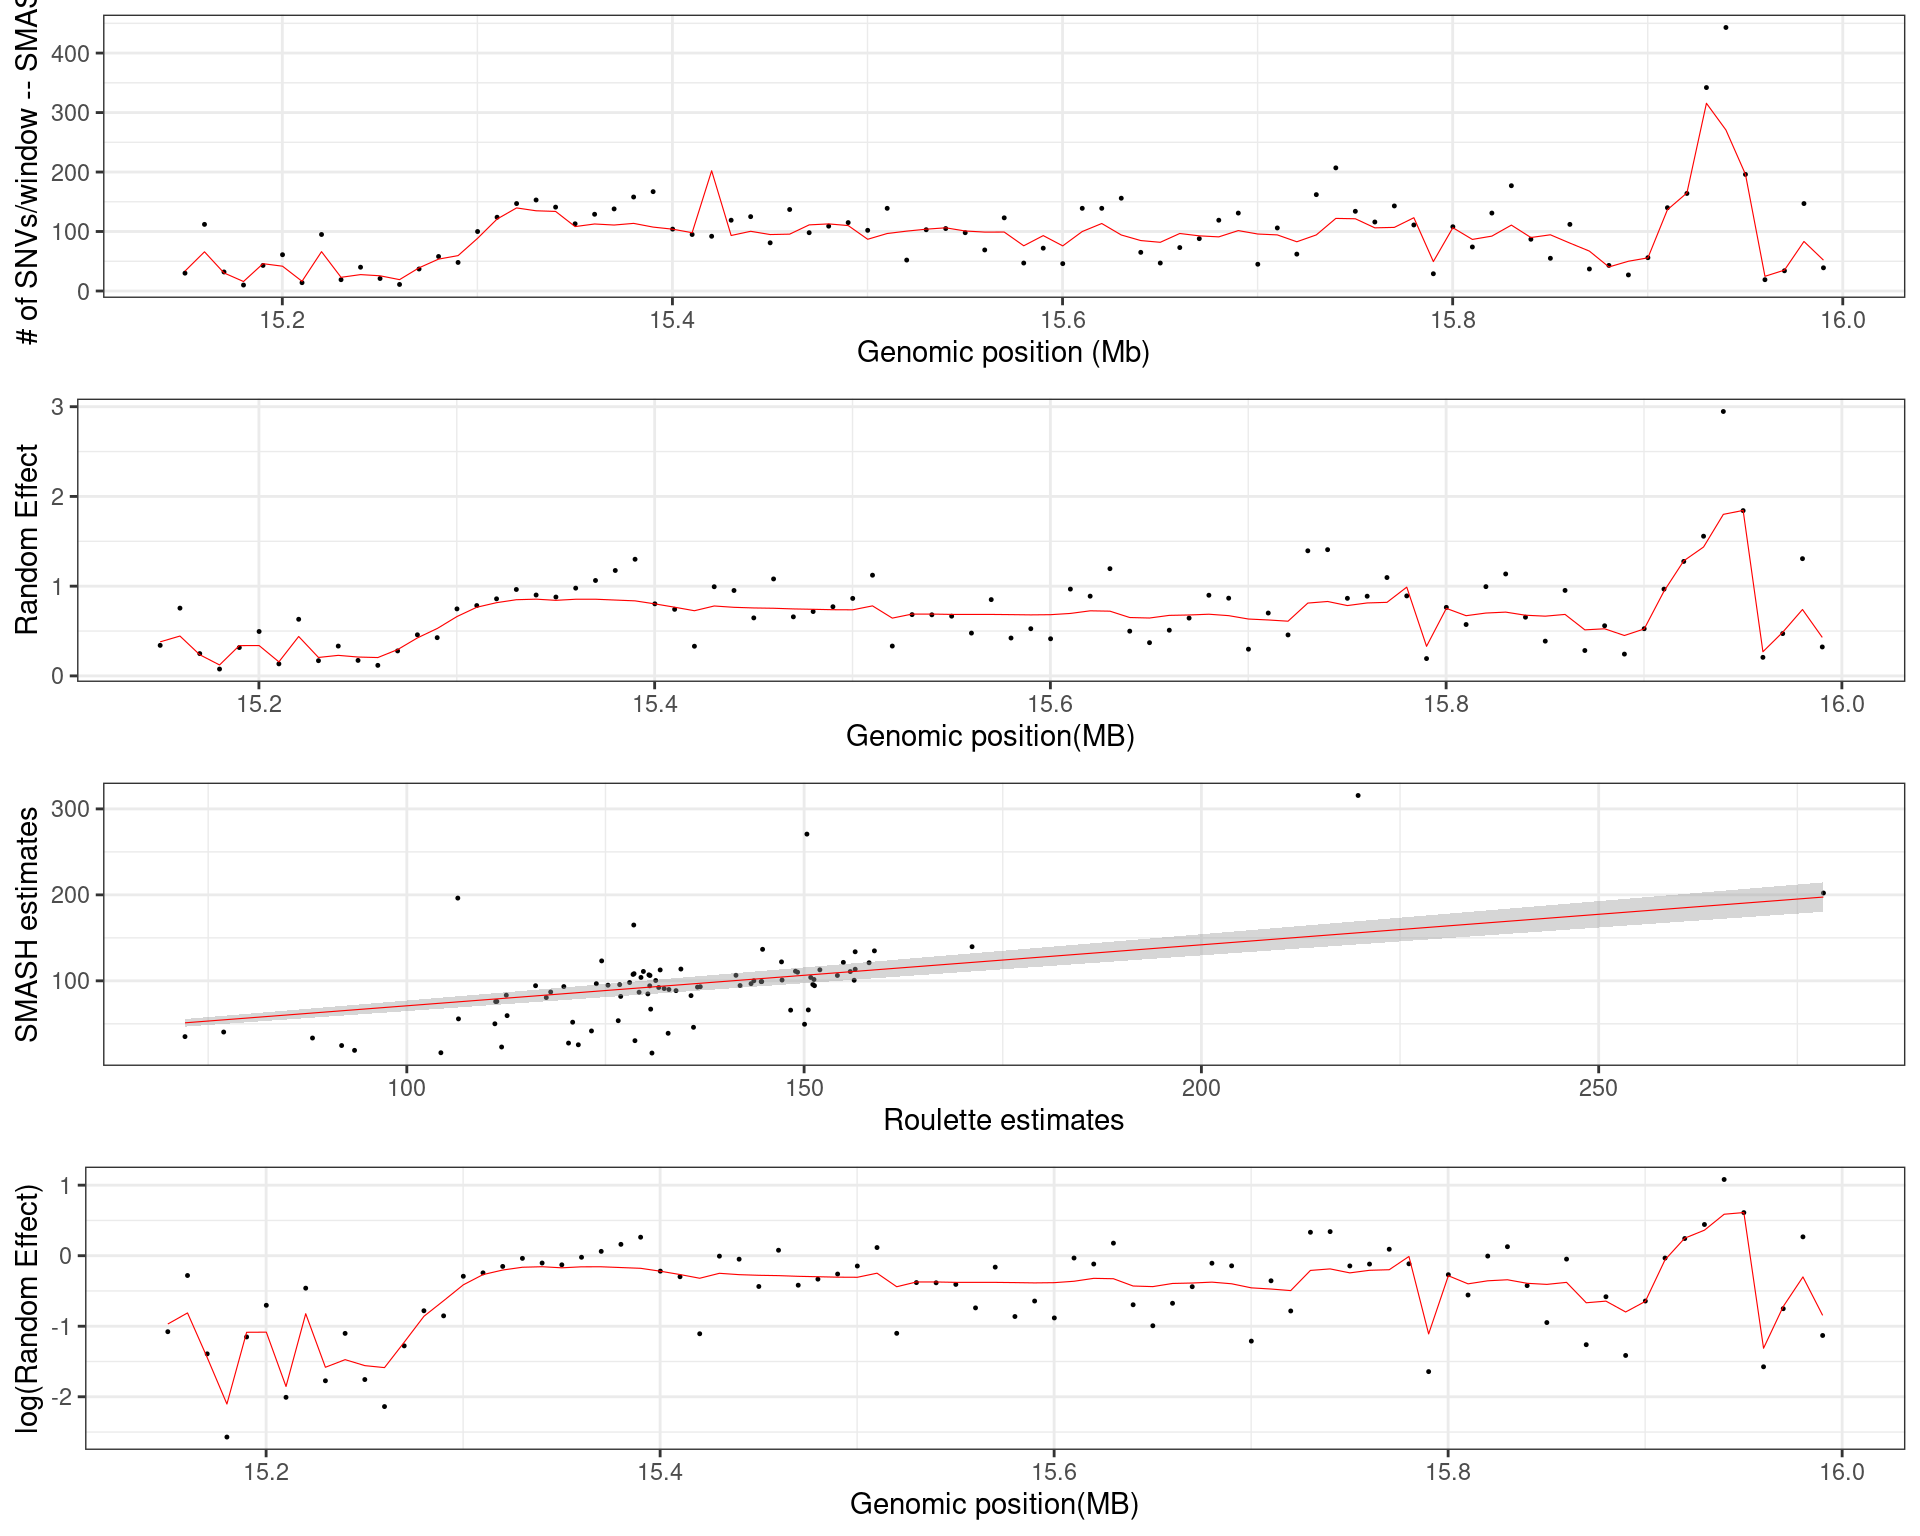 # of SNVs/window -- SMAS
400
300
200
100
0
15.2 15.4 15.6 15.8 16.0
Genomic position (Mb)
Random Effect
3
2
1
0
15.2 15.4 15.6 15.8 16.0
Genomic position(MB)
SMASH estimates
300
200
100
100 150 200 250
Roulette estimates
log(Random Effect)
1
0
-1
-2
15.2 15.4 15.6 15.8 16.0
Genomic position(MB)